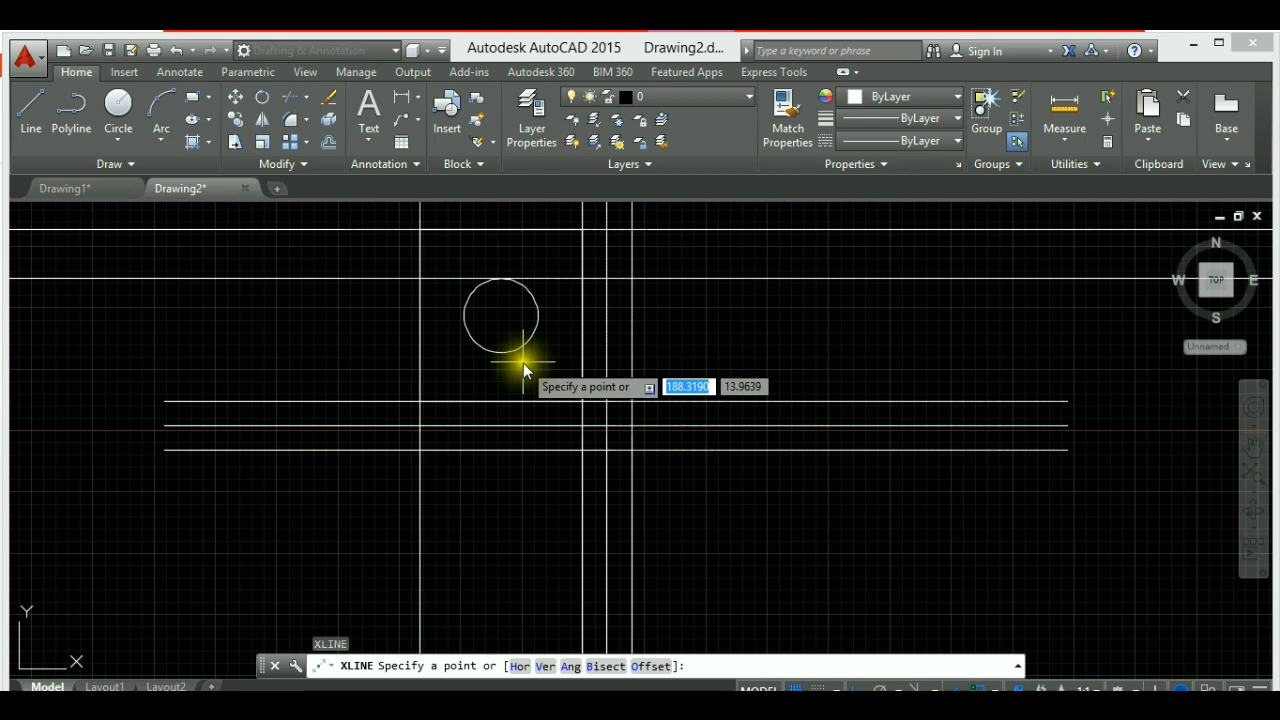 Drafting & Annotation
Autodesk AutoCAD 2015 Drawing2.d...
Type a keyword or phrase
Sign In
Home Insert Annotate Parametric View Manage Output Add-ins Autodesk 360 BIM 360 Featured Apps Express Tools
0
ByLayer
ByLayer
ByLayer
Line Polyline Circle Arc
Text
Insert
Layer Properties
Match Properties
Group
Measure
Paste
Base
Draw Modify Annotation Block Layers Properties Groups Utilities Clipboard View
Drawing1* Drawing2*
N
W TOP E
S
Unnamed
Specify a point or 188.3190 13.9639
Y
X
XLINE
XLINE Specify a point or [Hor Ver Ang Bisect Offset]:
Model Layout1 Layout2 +
MODEL 1:1